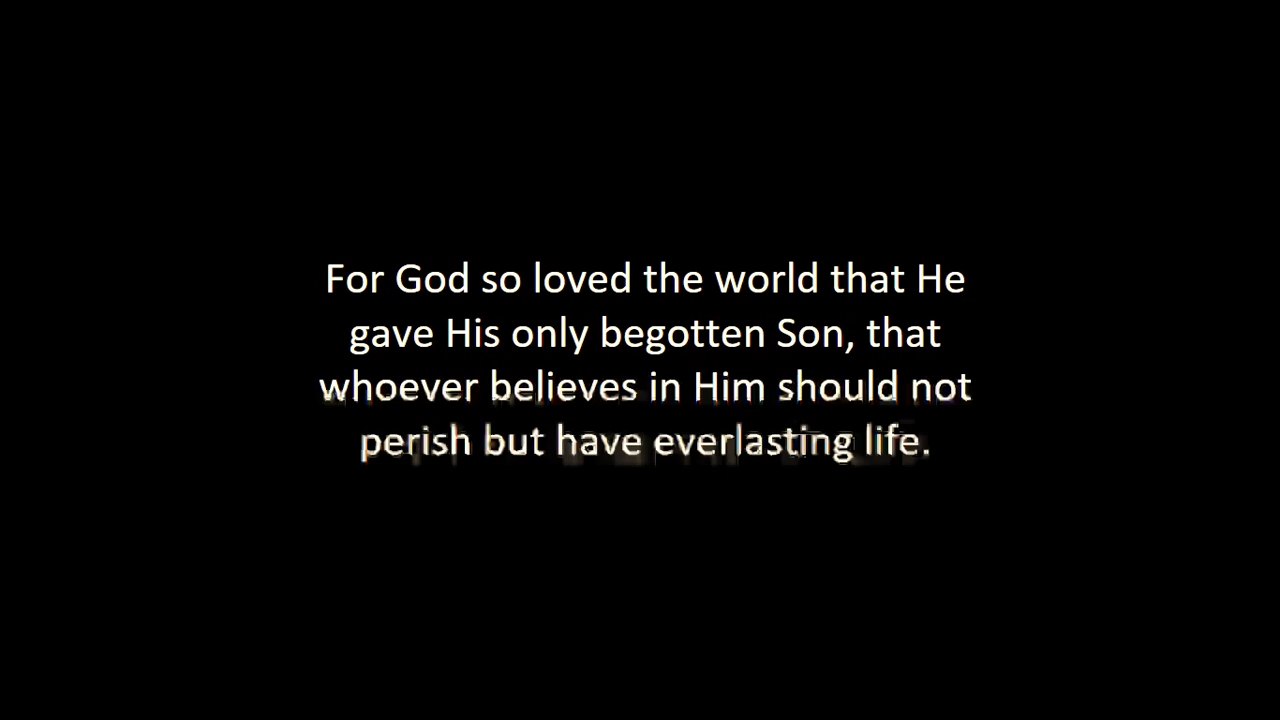 For God so loved the world that He
gave His only begotten Son, that
whoever believes in Him should not
perish but have everlasting life.